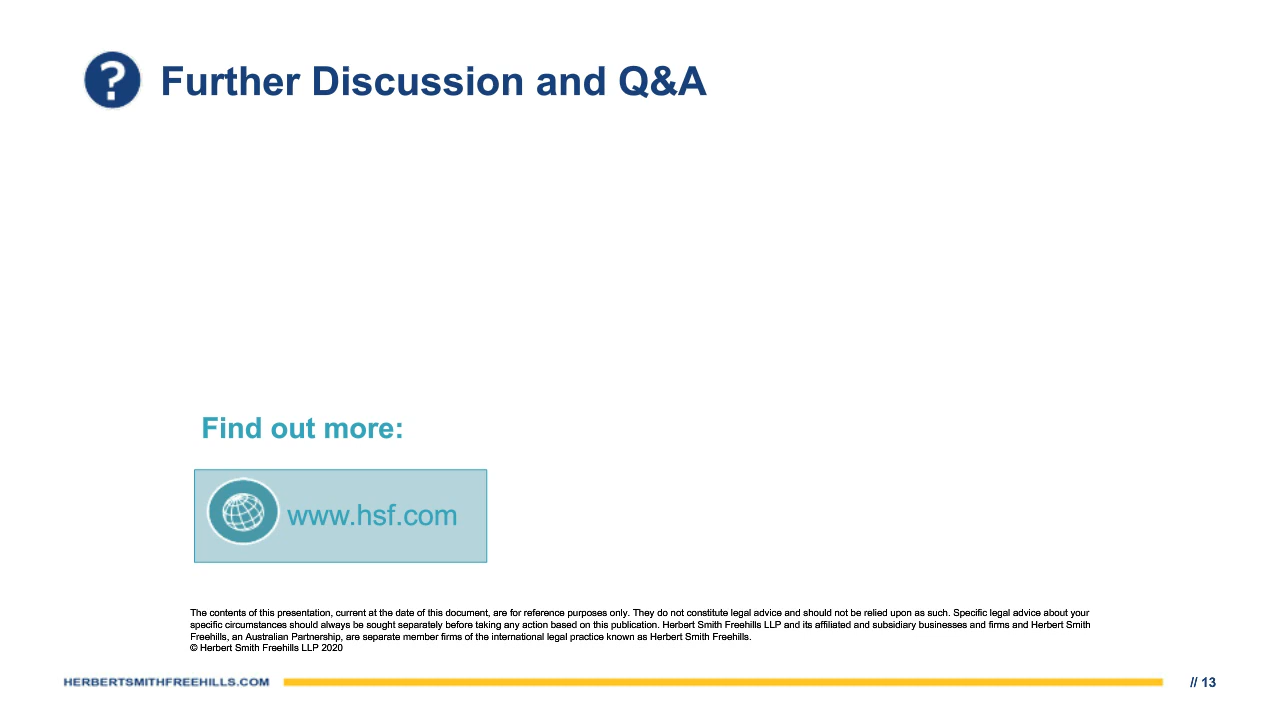 Further Discussion and Q&A
Find out more:
www.hsf.com
The contents of this presentation, current at the date of this document, are for reference purposes only. They do not constitute legal advice and should not be relied upon as such. Specific legal advice about your
specific circumstances should always be sought separately before taking any action based on this publication. Herbert Smith Freehills LLP and its affiliated and subsidiary businesses and firms and Herbert Smith
Freehills, an Australian Partnership, are separate member firms of the international legal practice known as Herbert Smith Freehills.
© Herbert Smith Freehills LLP 2020
HERBERTSMITHFREEHILLS.COM
// 13